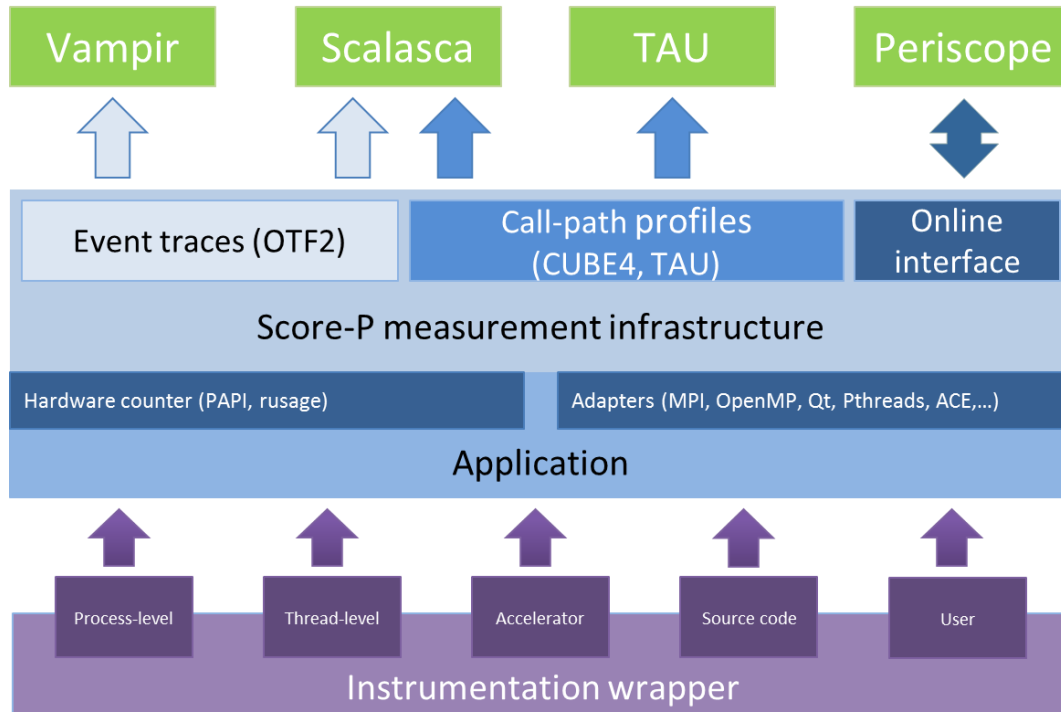 Vampir
Scalasca
TAU
Periscope
Event traces (OTF2)
Call-path profiles
(CUBE4, TAU)
Online
interface
Score-P measurement infrastructure
Hardware counter (PAPI, rusage)
Adapters (MPI, OpenMP, Qt, Pthreads, ACE,...)
Application
Process-level
Thread-level
Accelerator
Source code
User
Instrumentation wrapper